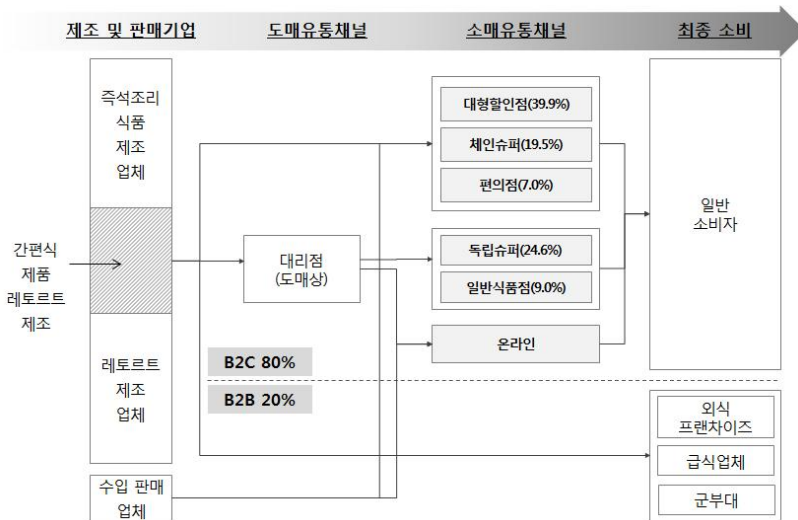 제조 및 판매기업
도매유통채널
소매유통채널
최종 소비
즉석조리
식품
제조
업체
간편식
제품
레토르트
제조
레토르트
제조
업체
수입 판매
업체
대리점
(도매상)
B2C 80%
B2B 20%
대형할인점(39.9%)
체인슈퍼(19.5%)
편의점(7.0%)
독립슈퍼(24.6%)
일반식품점(9.0%)
온라인
일반
소비자
외식
프랜차이즈
급식업체
군부대